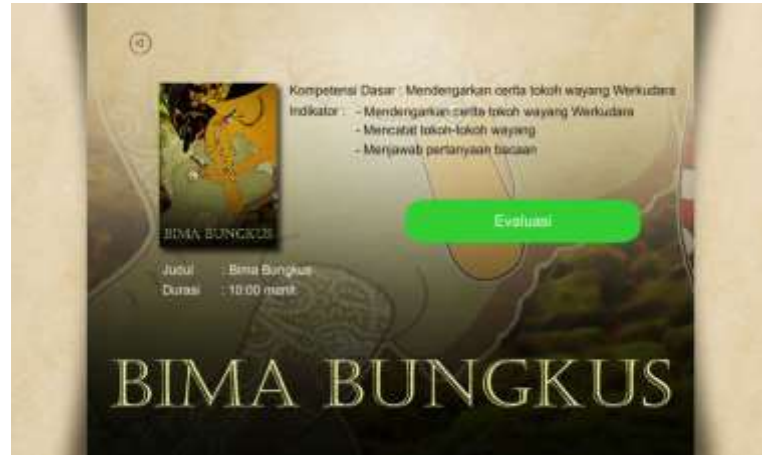 Kompetensi Dasar : Mendengarkan cerita tokoh wayang Werkudara
Indikator : - Mendengarkan cerita tokoh wayang Werkudara
- Mencatat tokoh-tokoh wayang
- Menjawab pertanyaan bacaan
BIMA BUNGKUS
Evaluasi
Judul : Bima Bungkus
Durasi : 10:00 menit
BIMA BUNGKUS